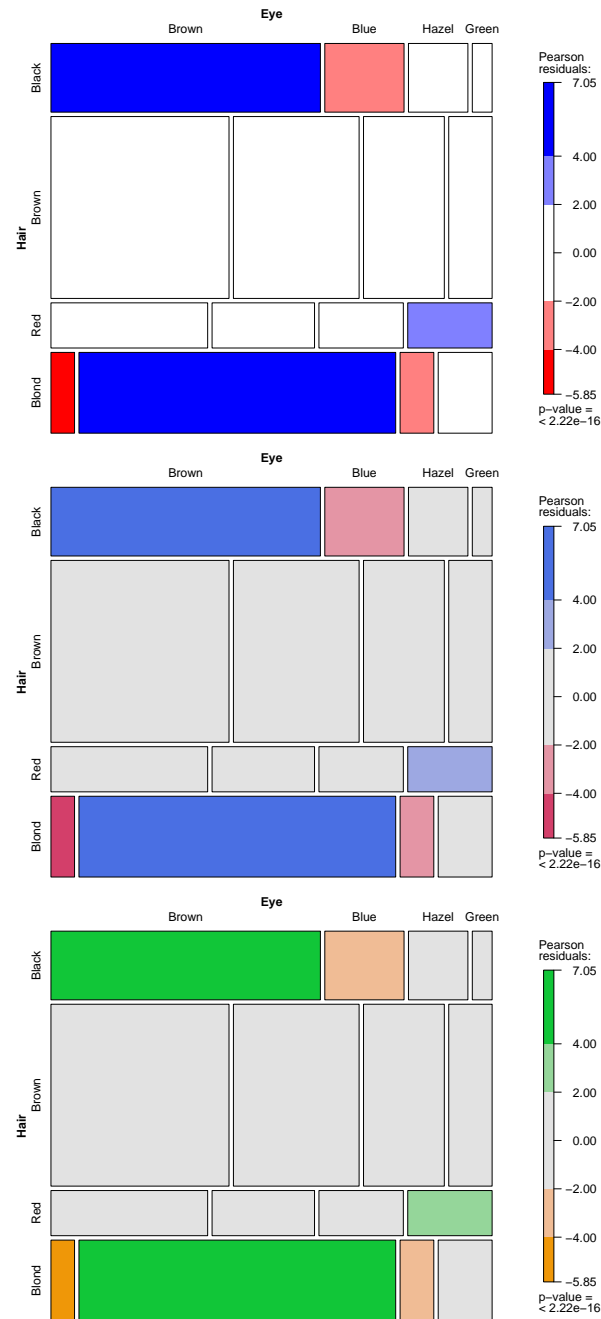 Eye
Brown Blue Hazel Green
Hair
Black
Brown
Red
Blond
Pearson
residuals:
7.05
4.00
2.00
0.00
−2.00
−4.00
−5.85
p−value =
< 2.22e−16
Eye
Brown Blue Hazel Green
Hair
Black
Brown
Red
Blond
Pearson
residuals:
7.05
4.00
2.00
0.00
−2.00
−4.00
−5.85
p−value =
< 2.22e−16
Eye
Brown Blue Hazel Green
Hair
Black
Brown
Red
Blond
Pearson
residuals:
7.05
4.00
2.00
0.00
−2.00
−4.00
−5.85
p−value =
< 2.22e−16